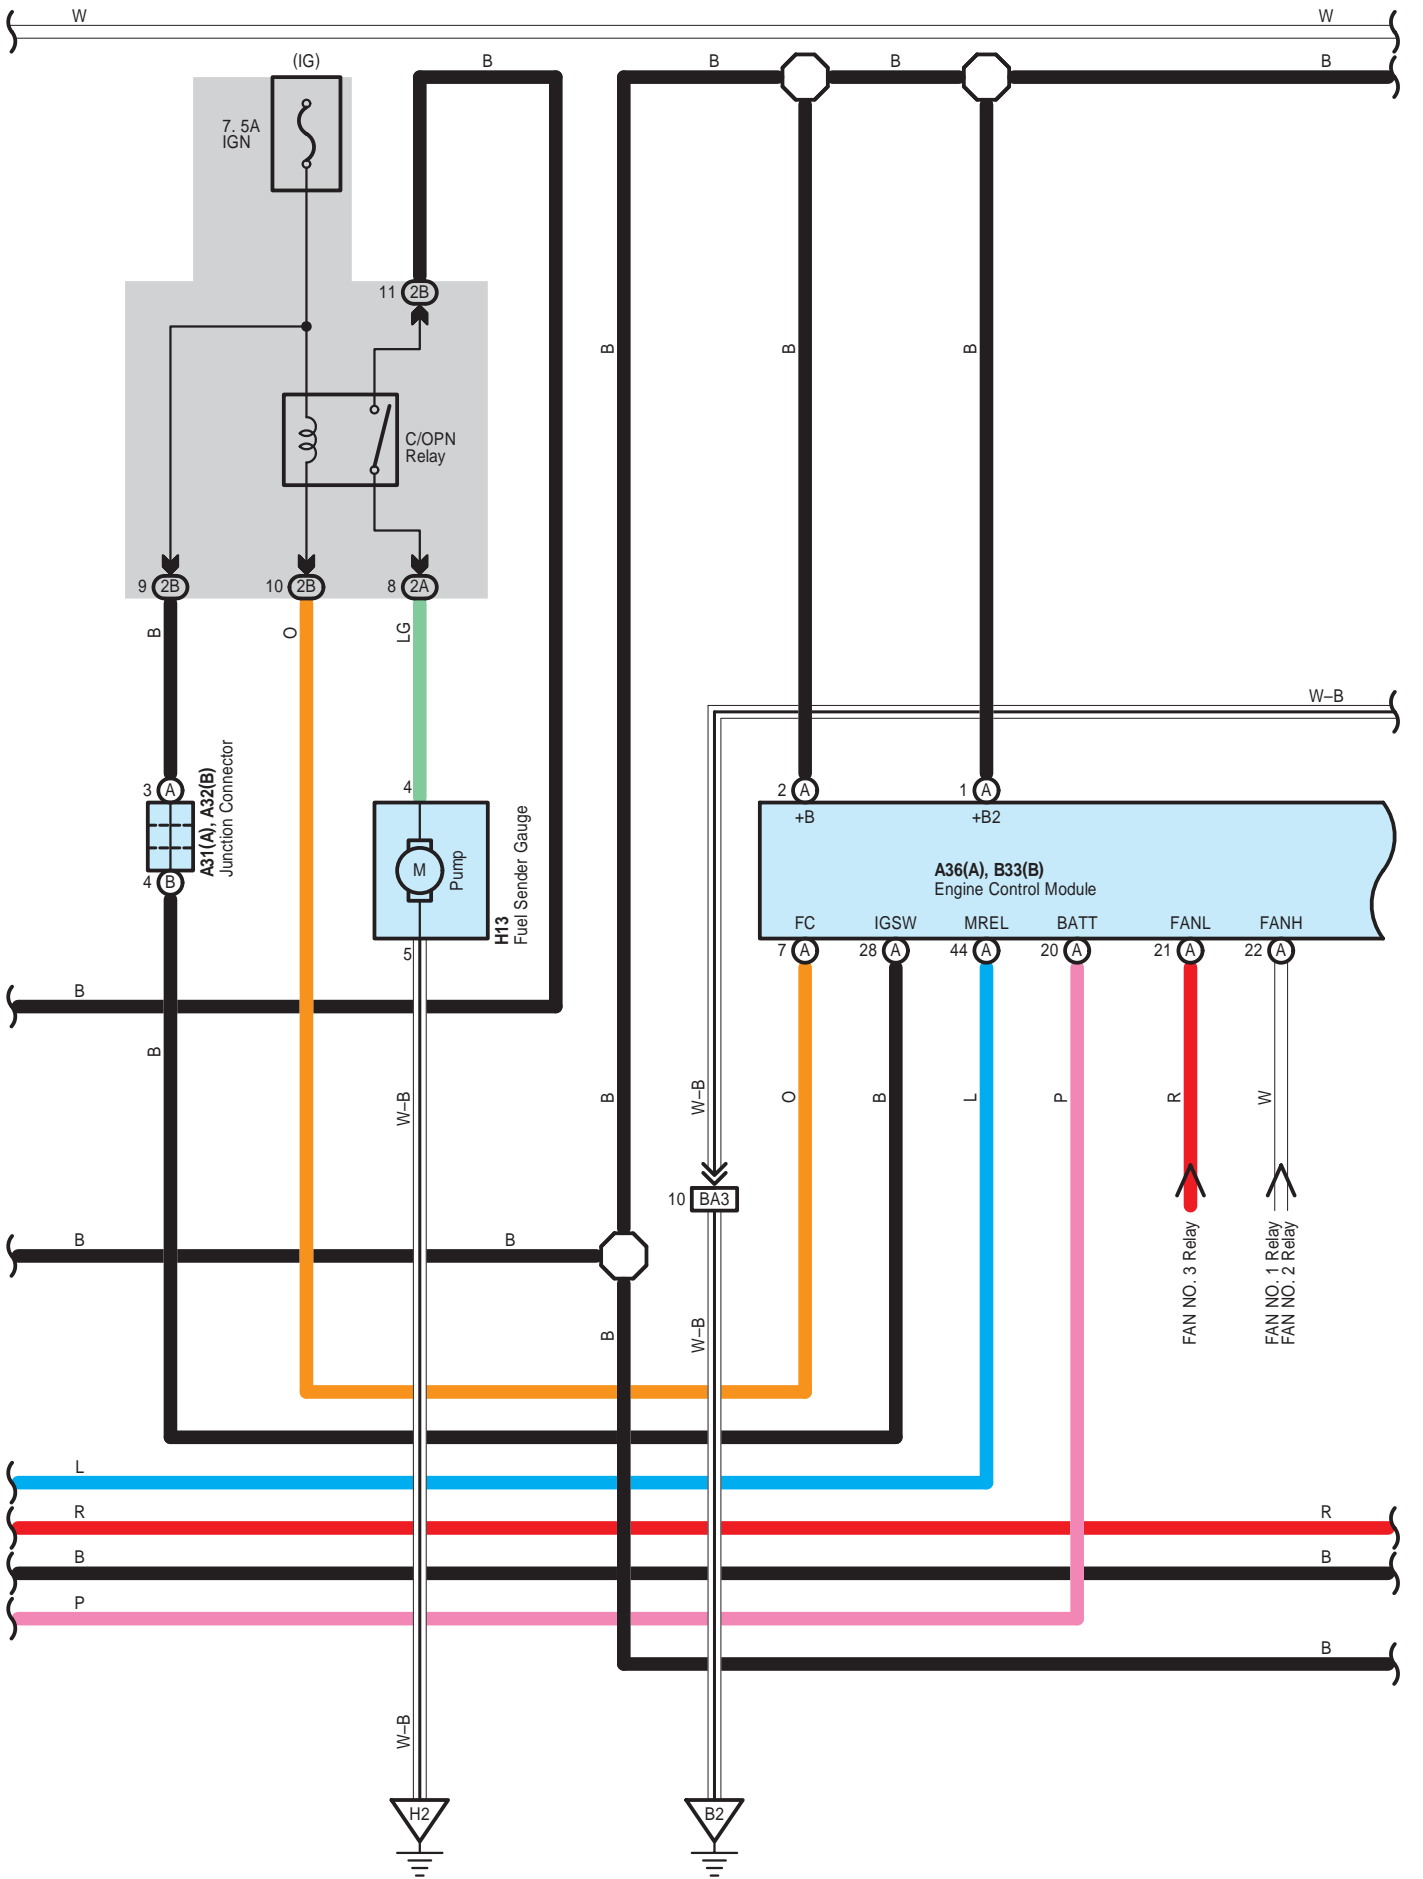 W
W
(IG)
B
B
B
B
7. 5A
IGN
11 2B
B
B
B
C/OPN
Relay
9 2B
10 2B
8 2A
B
O
LG
W–B
3 A
A31(A), A32(B)
Junction Connector
4 B
4
M
Pump
H13
Fuel Sender Gauge
5
2 A
+B
1 A
+B2
A36(A), B33(B)
Engine Control Module
FC
IGSW
MREL
BATT
FANL
FANH
7 A
28 A
44 A
20 A
21 A
22 A
B
B
W–B
B
W–B
O
B
L
P
R
W
10 BA3
B
B
B
W–B
FAN NO. 3 Relay
FAN NO. 1 Relay
FAN NO. 2 Relay
L
R
R
B
B
P
B
W–B
H2
B2